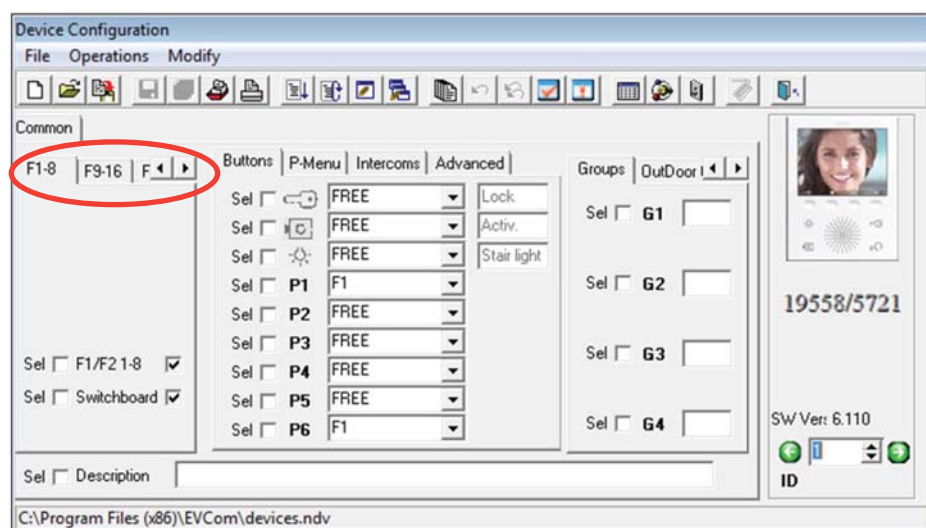 Device Configuration
File Operations Modify
Common
F1-8 F9-16 F
Buttons P-Menu Intercoms Advanced
Sel FREE Lock
Sel FREE Activ.
Sel FREE Stair light
Sel P1 F1
Sel P2 FREE
Sel P3 FREE
Sel P4 FREE
Sel P5 FREE
Sel P6 F1
Groups OutDoor
Sel G1
Sel G2
Sel G3
Sel G4
Sel F1/F2 1-8
Sel Switchboard
Sel Description
19558/5721
SW Ver: 6.110
1
ID
C:\Program Files (x86)\EVCom\devices.ndv